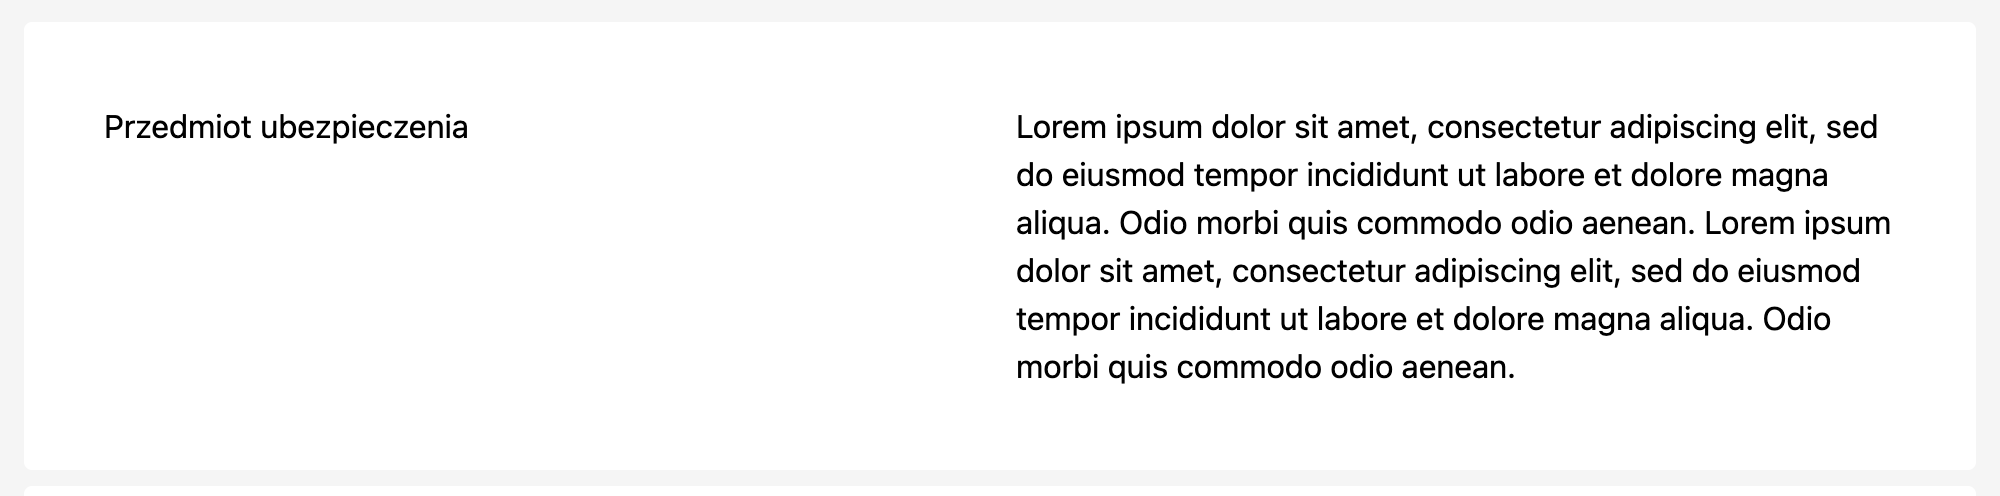 Przedmiot ubezpieczenia
Lorem ipsum dolor sit amet, consectetur adipiscing elit, sed
do eiusmod tempor incididunt ut labore et dolore magna
aliqua. Odio morbi quis commodo odio aenean. Lorem ipsum
dolor sit amet, consectetur adipiscing elit, sed do eiusmod
tempor incididunt ut labore et dolore magna aliqua. Odio
morbi quis commodo odio aenean.